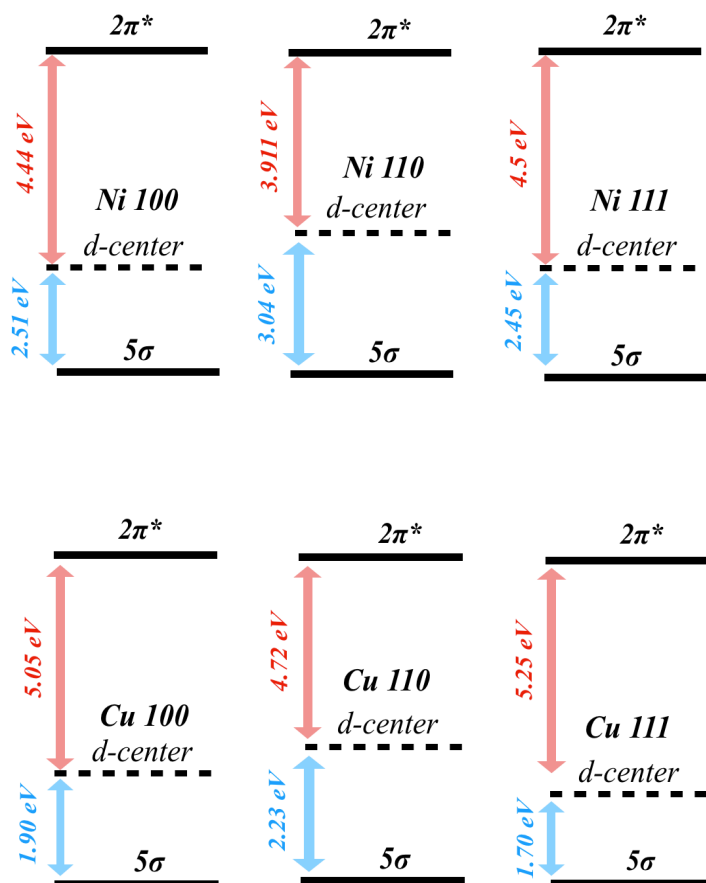 2π*
4.44 eV
Ni 100
d-center
2.51 eV
5σ
2π*
3.911 eV
Ni 110
d-center
3.04 eV
5σ
2π*
4.5 eV
Ni 111
d-center
2.45 eV
5σ
2π*
5.05 eV
Cu 100
d-center
1.90 eV
5σ
2π*
4.72 eV
Cu 110
d-center
2.23 eV
5σ
2π*
5.25 eV
Cu 111
d-center
1.70 eV
5σ